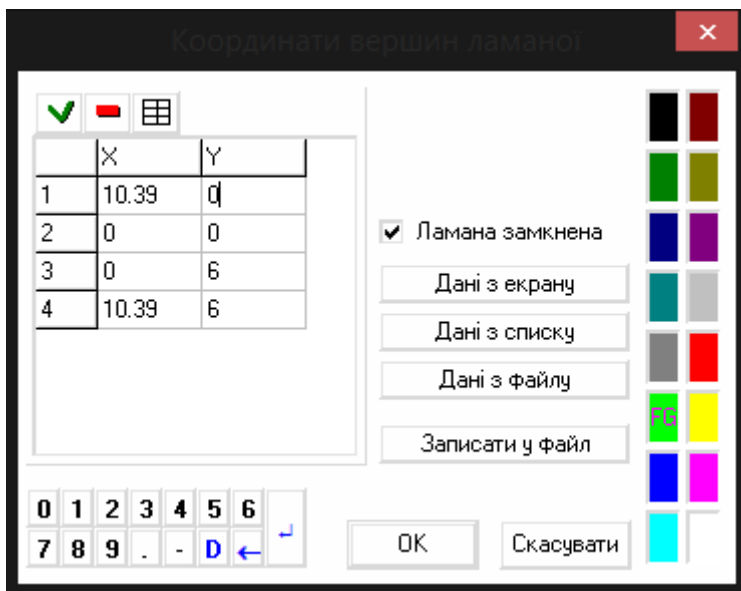 Координати вершин ламаної
×
X Y
1 10.39 0
2 0 0
3 0 6
4 10.39 6
Ламана замкнена
Дані з екрану
Дані з списку
Дані з файлу
Записати у файл
FG
0 1 2 3 4 5 6
7 8 9 . - D ←
OK Скасувати